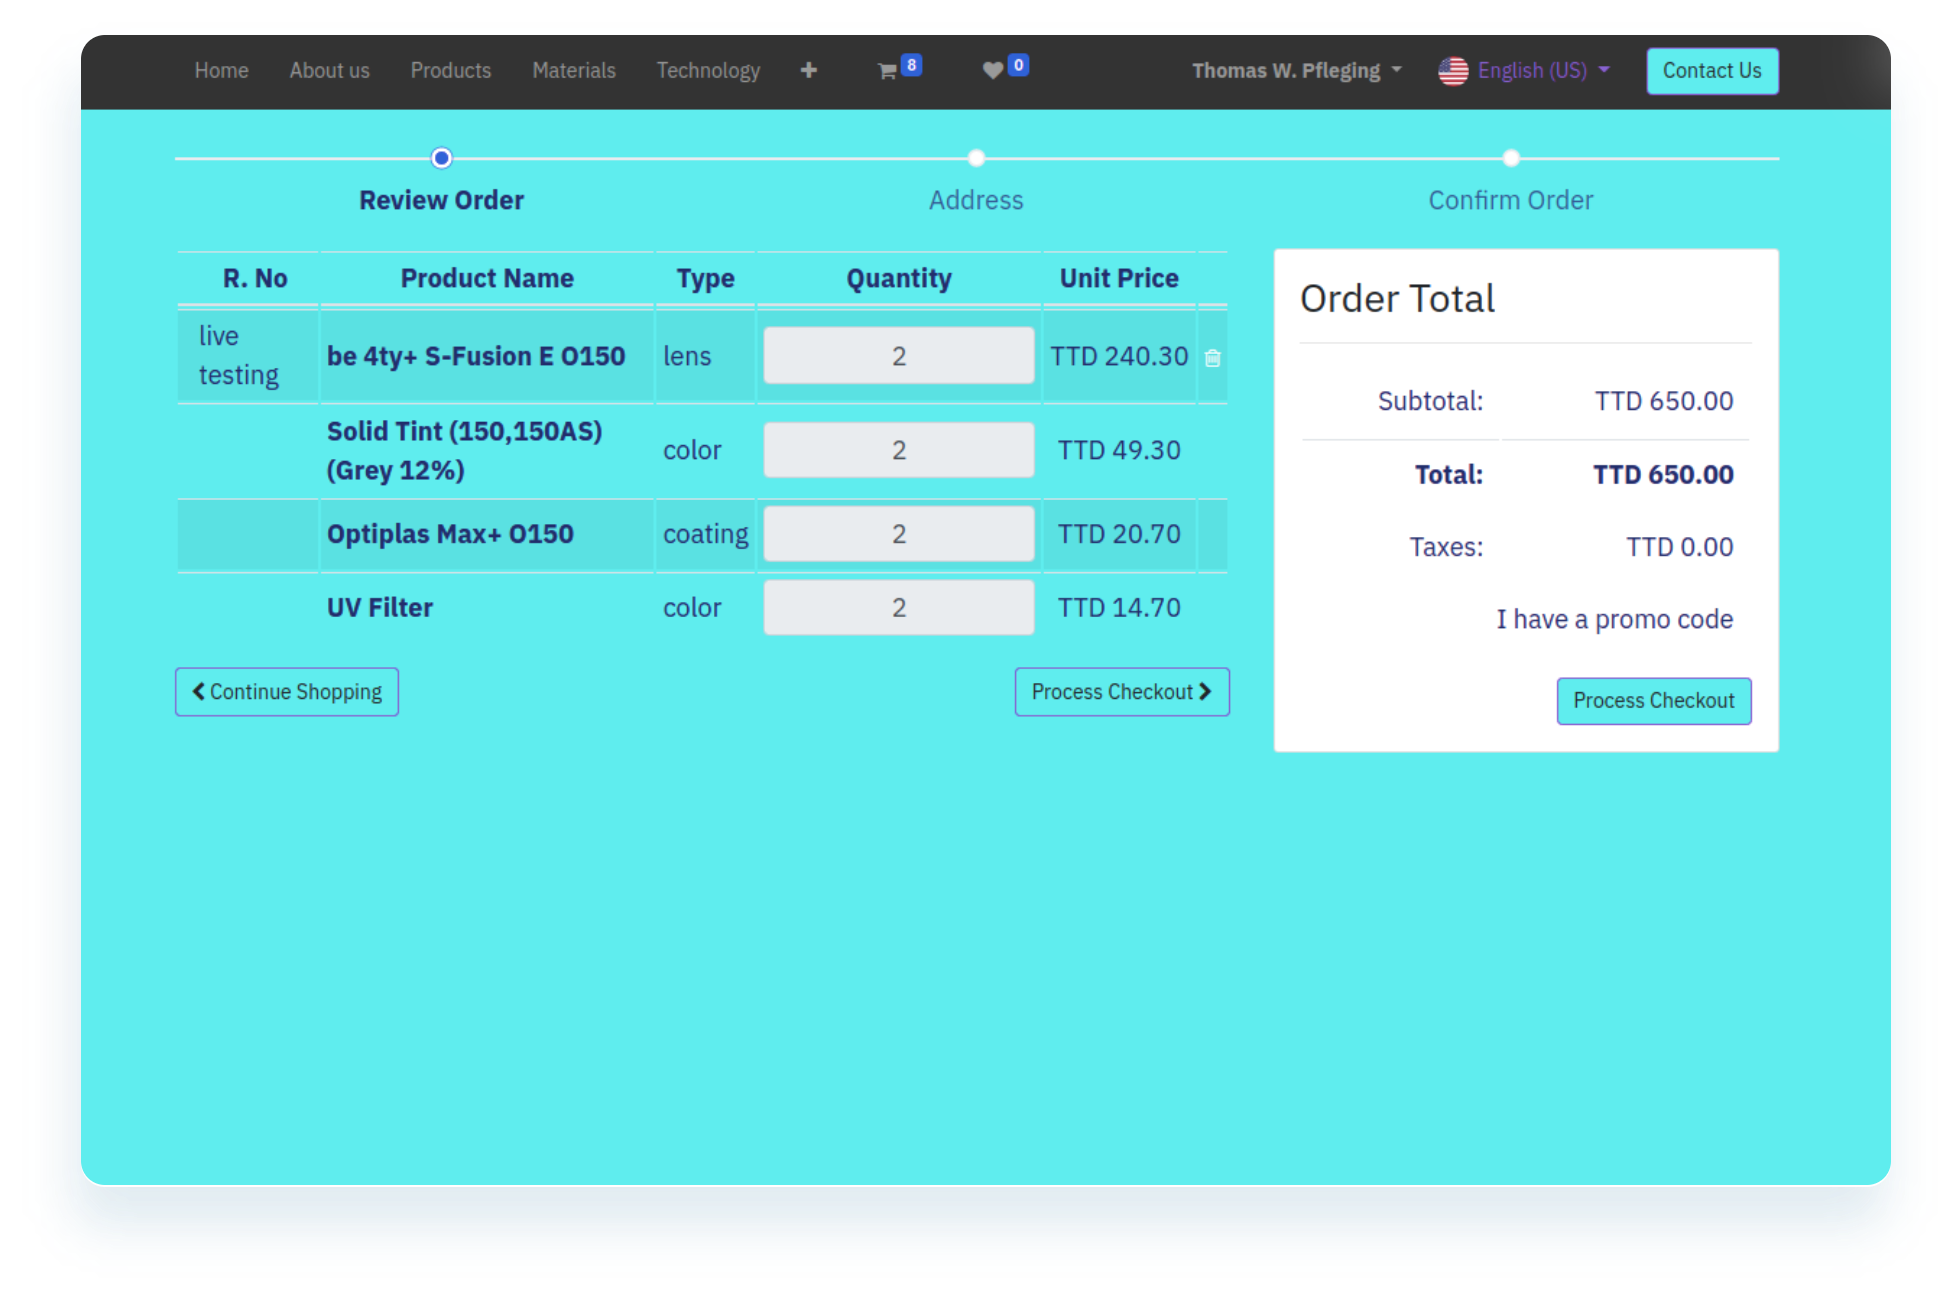 Home About us Products Materials Technology 8 0 Thomas W. Pfleging English (US) Contact Us
Review Order Address Confirm Order
R. No Product Name Type Quantity Unit Price
live testing be 4ty+ S-Fusion E O150 lens 2 TTD 240.30
Solid Tint (150,150AS) (Grey 12%) color 2 TTD 49.30
Optiplas Max+ O150 coating 2 TTD 20.70
UV Filter color 2 TTD 14.70
Continue Shopping Process Checkout
Order Total
Subtotal: TTD 650.00
Total: TTD 650.00
Taxes: TTD 0.00
I have a promo code
Process Checkout